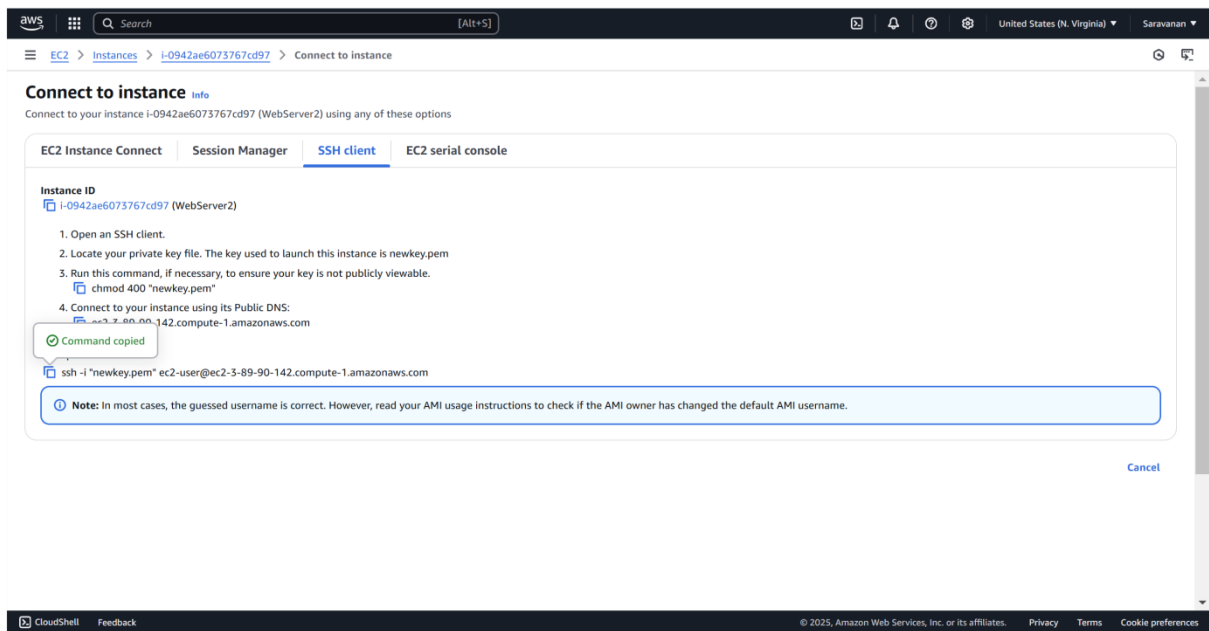 aws Search [Alt+S] United States (N. Virginia) ▼ Saravanan ▼
EC2 > Instances > i-0942ae6073767cd97 > Connect to instance
Connect to instance Info
Connect to your instance i-0942ae6073767cd97 (WebServer2) using any of these options
EC2 Instance Connect Session Manager SSH client EC2 serial console
Instance ID
i-0942ae6073767cd97 (WebServer2)
1. Open an SSH client.
2. Locate your private key file. The key used to launch this instance is newkey.pem
3. Run this command, if necessary, to ensure your key is not publicly viewable.
chmod 400 "newkey.pem"
4. Connect to your instance using its Public DNS:
ec2-3-89-90-142.compute-1.amazonaws.com
Command copied
ssh -i "newkey.pem" ec2-user@ec2-3-89-90-142.compute-1.amazonaws.com
Note: In most cases, the guessed username is correct. However, read your AMI usage instructions to check if the AMI owner has changed the default AMI username.
Cancel
CloudShell Feedback © 2025, Amazon Web Services, Inc. or its affiliates. Privacy Terms Cookie preferences